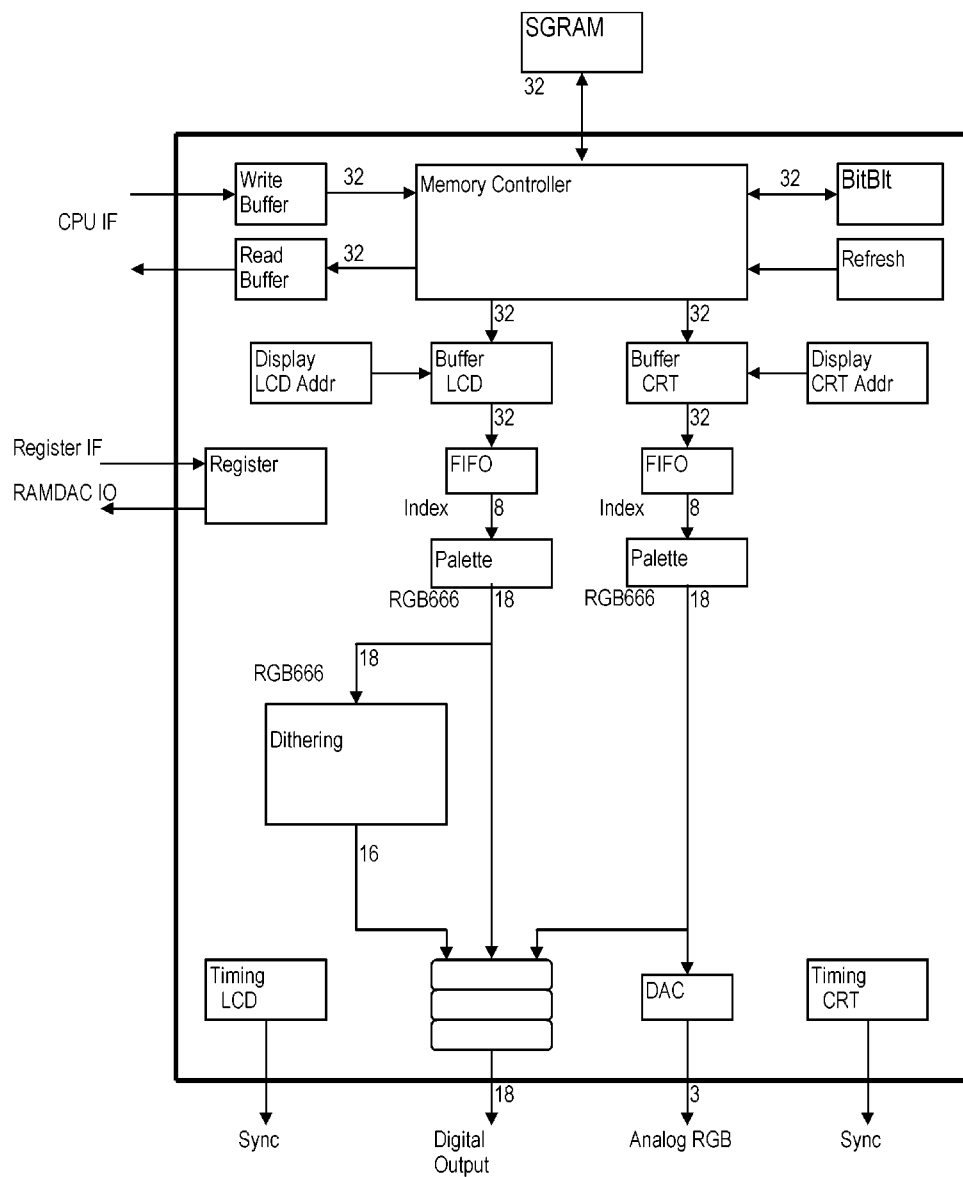 SGRAM
32
Write
Buffer
32
Memory Controller
32
BitBlt
CPU IF
Read
Buffer
32
Refresh
32
32
Display
LCD Addr
Buffer
LCD
Buffer
CRT
Display
CRT Addr
32
32
Register IF
Register
FIFO
FIFO
RAMDAC IO
Index
8
Index
8
Palette
Palette
RGB666
18
RGB666
18
18
RGB666
Dithering
16
Timing
LCD
DAC
Timing
CRT
18
3
Sync
Digital
Output
Analog RGB
Sync